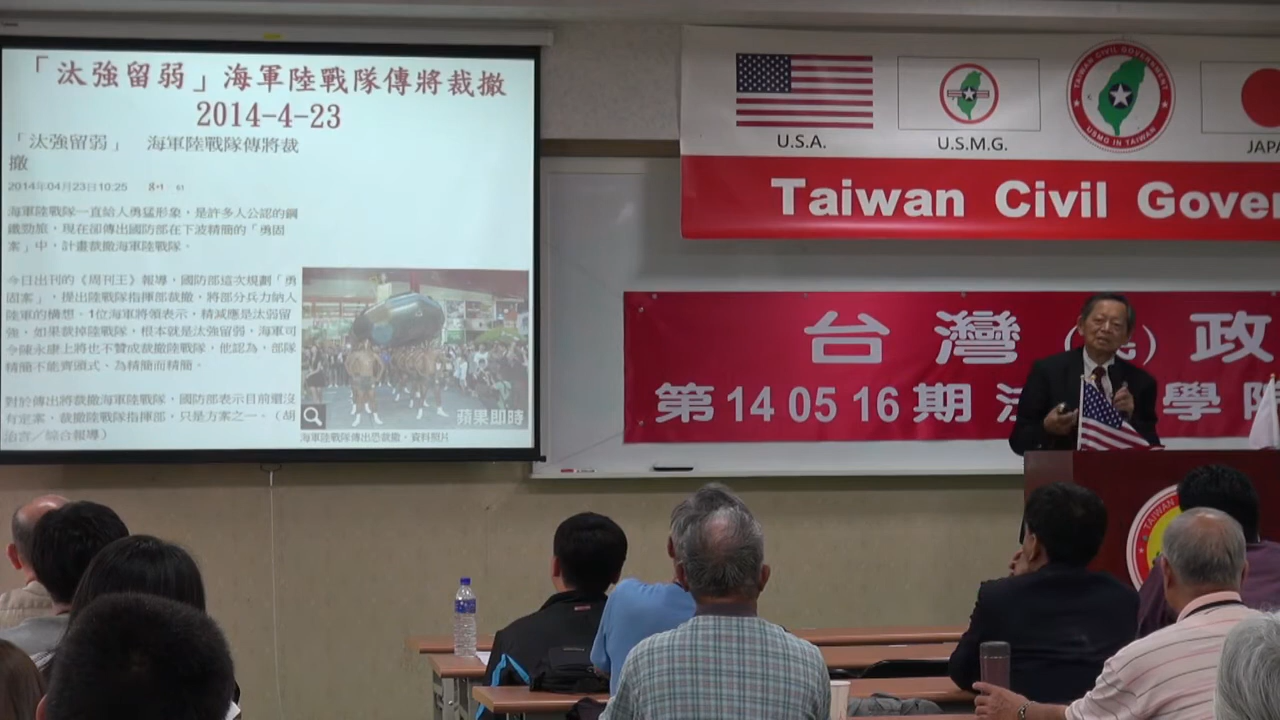 「汰強留弱」海軍陸戰隊傳將裁撤
2014-4-23
「汰強留弱」 海軍陸戰隊傳將裁
撤
2014年04月23日10:25
海軍陸戰隊一直給人勇猛形象，是許多人公認的鋼
鐵勁旅，現在卻傳出國防部在下波精簡的「勇固
案」中，計畫裁撤海軍陸戰隊。
今日出刊的《周刊王》報導，國防部這次規劃「勇
固案」，提出陸戰隊指揮部裁撤，將部分兵力納入
陸軍的構想。1位海軍將領表示，精減應是汰弱留
強，如果裁掉陸戰隊，根本就是汰強留弱，海軍司
令陳永康上將也不贊成裁撤陸戰隊，他認為，部隊
精簡不能齊頭式、為精簡而精簡。
對於傳出將裁撤海軍陸戰隊，國防部表示目前還沒
有定案，裁撤陸戰隊指揮部，只是方案之一。（胡
治言／綜合報導）
蘋果即時
海軍陸戰隊傳出恐裁撤。資料照片
U.S.A.
U.S.M.G.
TAIWAN CIVIL GOVERNMENT
USMG IN TAIWAN
JAPA
Taiwan Civil Gover
台灣(民)政
第140516期 學
TAIWAN